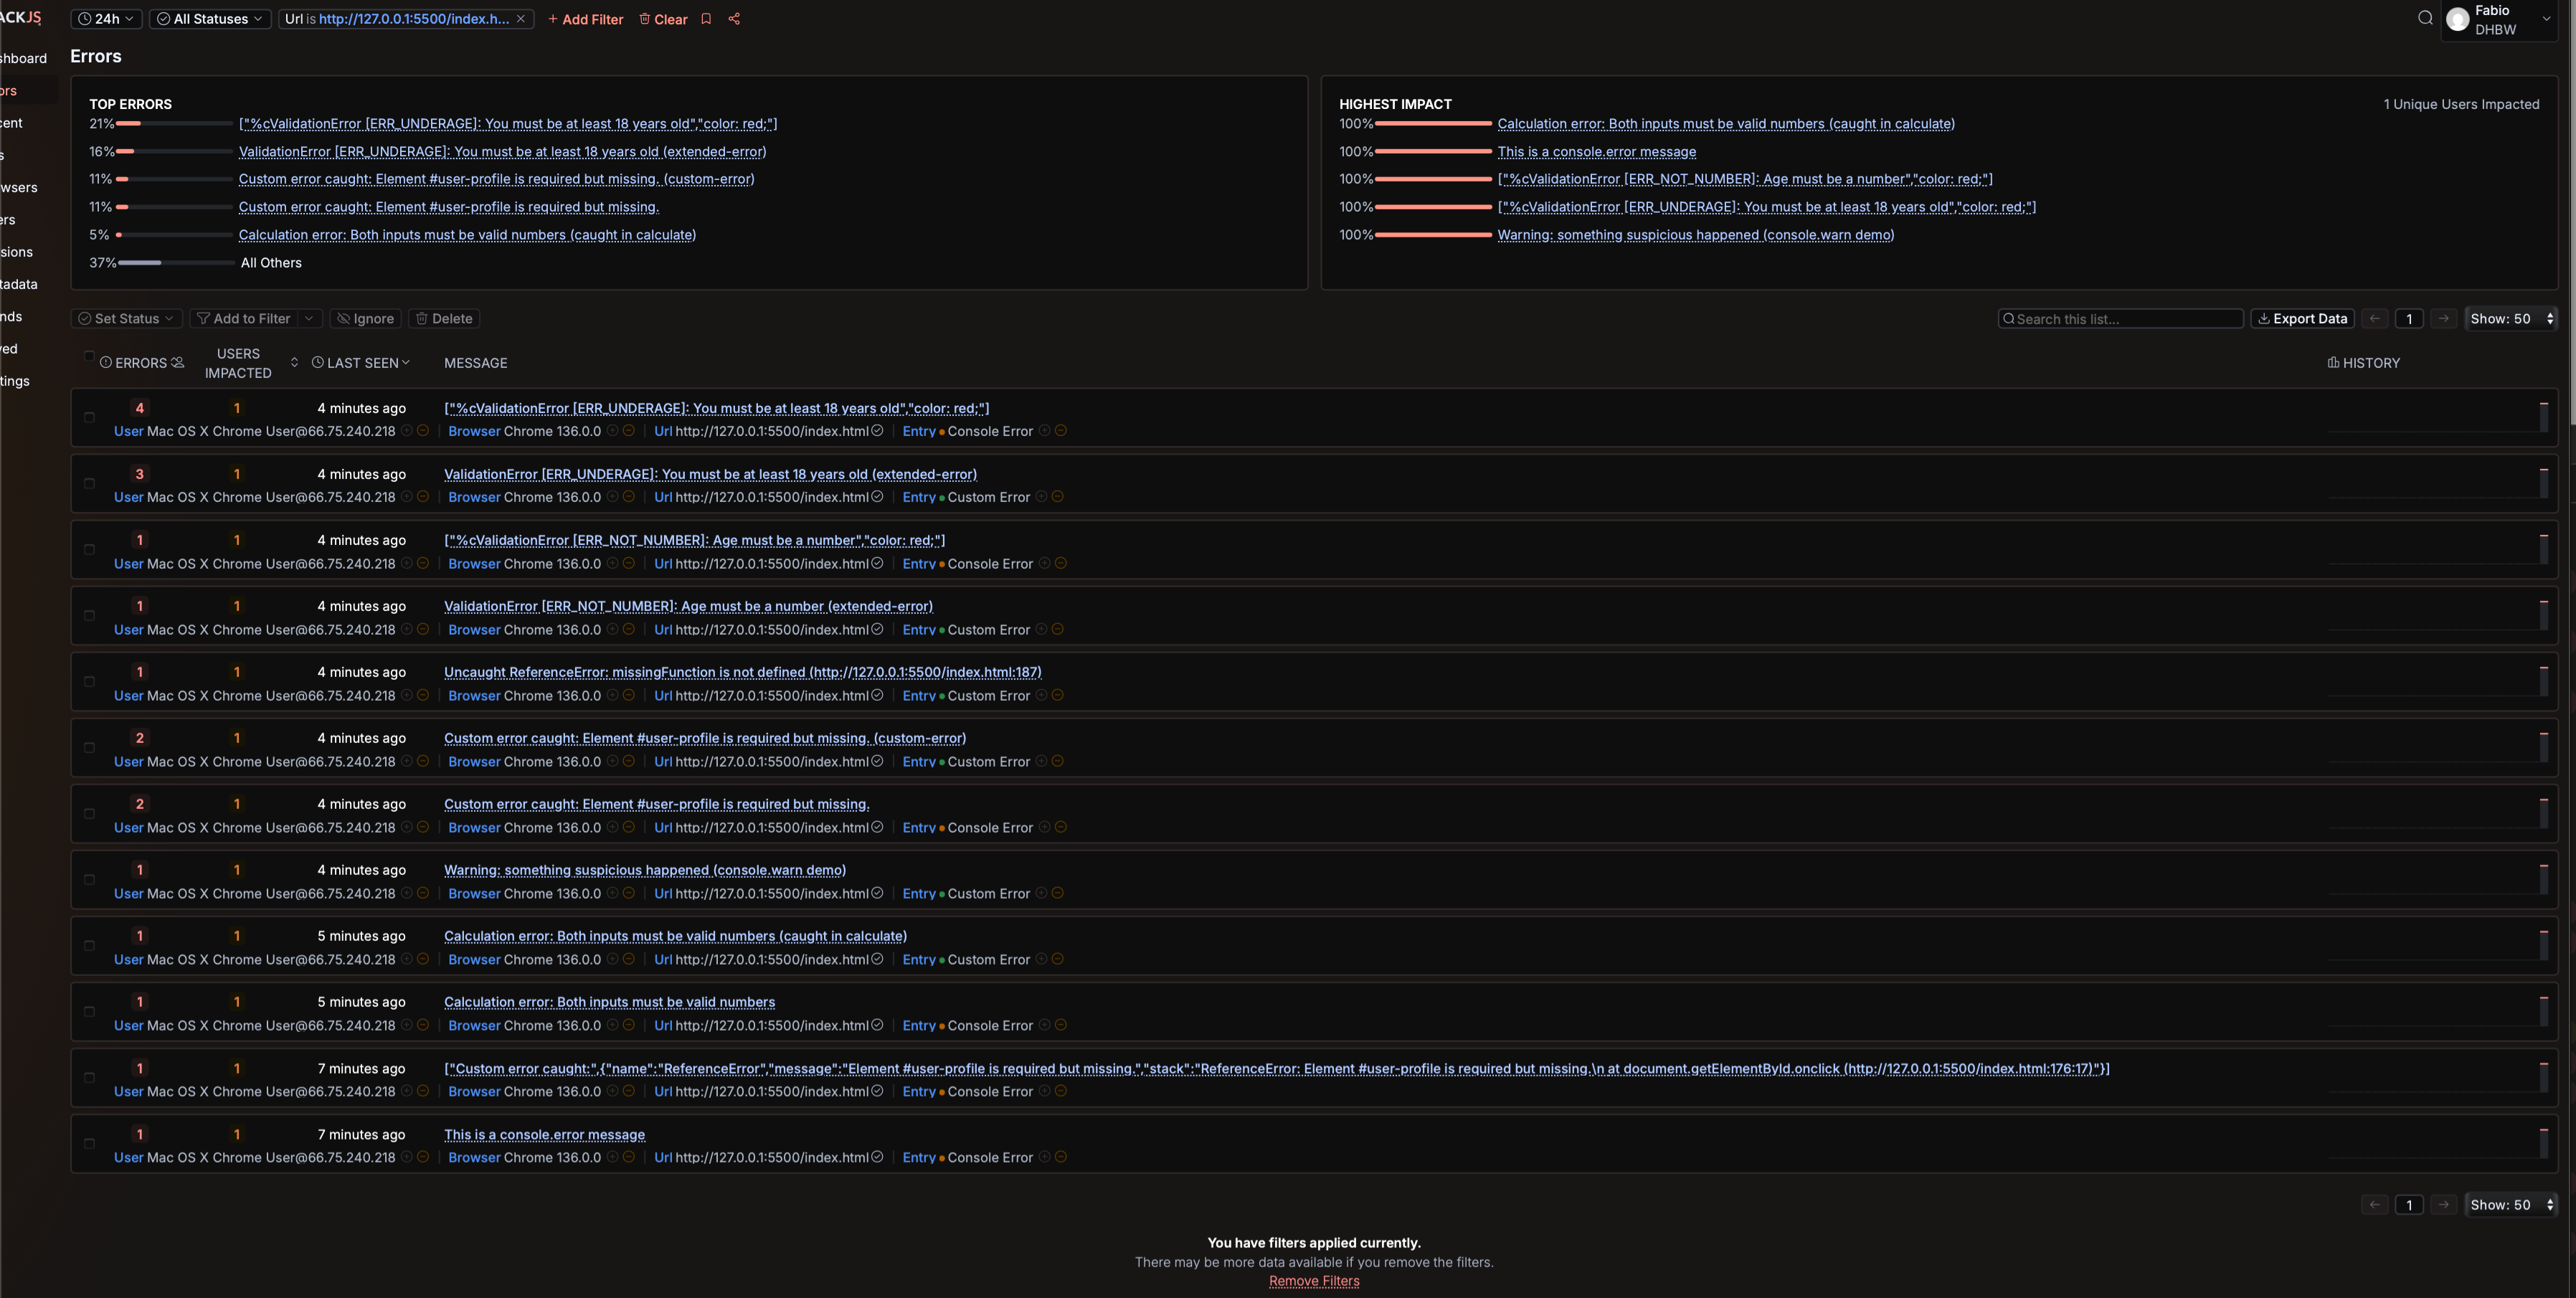 ACKJS
24h
All Statuses
Url is http://127.0.0.1:5500/index.h...
+ Add Filter
Clear
Fabio
DHBW
shboard
ors
cent
s
wsers
ers
sions
tadata
nds
ved
tings
Errors
TOP ERRORS
21% ["%cValidationError [ERR_UNDERAGE]: You must be at least 18 years old","color: red;"]
16% ValidationError [ERR_UNDERAGE]: You must be at least 18 years old (extended-error)
11% Custom error caught: Element #user-profile is required but missing. (custom-error)
11% Custom error caught: Element #user-profile is required but missing.
5% Calculation error: Both inputs must be valid numbers (caught in calculate)
37% All Others
HIGHEST IMPACT
1 Unique Users Impacted
100% Calculation error: Both inputs must be valid numbers (caught in calculate)
100% This is a console.error message
100% ["%cValidationError [ERR_NOT_NUMBER]: Age must be a number","color: red;"]
100% ["%cValidationError [ERR_UNDERAGE]: You must be at least 18 years old","color: red;"]
100% Warning: something suspicious happened (console.warn demo)
Set Status
Add to Filter
Ignore
Delete
Search this list...
Export Data
1
Show: 50
ERRORS
USERS
IMPACTED
LAST SEEN
MESSAGE
HISTORY
4 1 4 minutes ago ["%cValidationError [ERR_UNDERAGE]: You must be at least 18 years old","color: red;"]
User Mac OS X Chrome User@66.75.240.218 Browser Chrome 136.0.0 Url http://127.0.0.1:5500/index.html Entry Console Error
3 1 4 minutes ago ValidationError [ERR_UNDERAGE]: You must be at least 18 years old (extended-error)
User Mac OS X Chrome User@66.75.240.218 Browser Chrome 136.0.0 Url http://127.0.0.1:5500/index.html Entry Custom Error
1 1 4 minutes ago ["%cValidationError [ERR_NOT_NUMBER]: Age must be a number","color: red;"]
User Mac OS X Chrome User@66.75.240.218 Browser Chrome 136.0.0 Url http://127.0.0.1:5500/index.html Entry Console Error
1 1 4 minutes ago ValidationError [ERR_NOT_NUMBER]: Age must be a number (extended-error)
User Mac OS X Chrome User@66.75.240.218 Browser Chrome 136.0.0 Url http://127.0.0.1:5500/index.html Entry Custom Error
1 1 4 minutes ago Uncaught ReferenceError: missingFunction is not defined (http://127.0.0.1:5500/index.html:187)
User Mac OS X Chrome User@66.75.240.218 Browser Chrome 136.0.0 Url http://127.0.0.1:5500/index.html Entry Custom Error
2 1 4 minutes ago Custom error caught: Element #user-profile is required but missing. (custom-error)
User Mac OS X Chrome User@66.75.240.218 Browser Chrome 136.0.0 Url http://127.0.0.1:5500/index.html Entry Custom Error
2 1 4 minutes ago Custom error caught: Element #user-profile is required but missing.
User Mac OS X Chrome User@66.75.240.218 Browser Chrome 136.0.0 Url http://127.0.0.1:5500/index.html Entry Console Error
1 1 4 minutes ago Warning: something suspicious happened (console.warn demo)
User Mac OS X Chrome User@66.75.240.218 Browser Chrome 136.0.0 Url http://127.0.0.1:5500/index.html Entry Custom Error
1 1 5 minutes ago Calculation error: Both inputs must be valid numbers (caught in calculate)
User Mac OS X Chrome User@66.75.240.218 Browser Chrome 136.0.0 Url http://127.0.0.1:5500/index.html Entry Custom Error
1 1 5 minutes ago Calculation error: Both inputs must be valid numbers
User Mac OS X Chrome User@66.75.240.218 Browser Chrome 136.0.0 Url http://127.0.0.1:5500/index.html Entry Console Error
1 1 7 minutes ago ["Custom error caught:",{"name":"ReferenceError","message":"Element #user-profile is required but missing.","stack":"ReferenceError: Element #user-profile is required but missing.\n at document.getElementById.onclick (http://127.0.0.1:5500/index.html:176:17)"}]
User Mac OS X Chrome User@66.75.240.218 Browser Chrome 136.0.0 Url http://127.0.0.1:5500/index.html Entry Console Error
1 1 7 minutes ago This is a console.error message
User Mac OS X Chrome User@66.75.240.218 Browser Chrome 136.0.0 Url http://127.0.0.1:5500/index.html Entry Console Error
1
Show: 50
You have filters applied currently.
There may be more data available if you remove the filters.
Remove Filters